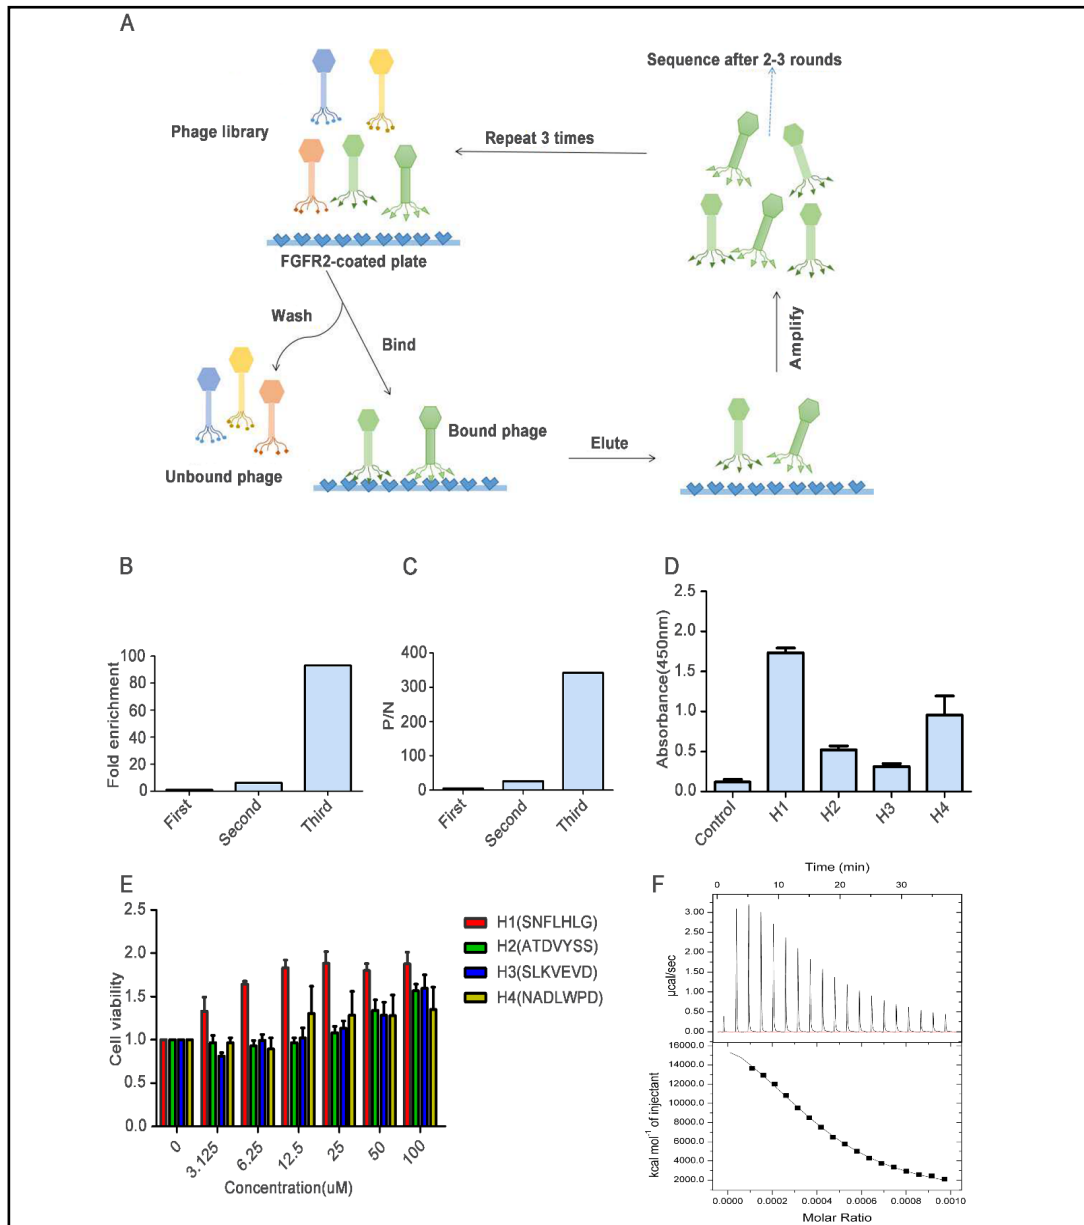 A
Sequence after 2-3 rounds
Phage library
Repeat 3 times
FGFR2-coated plate
Wash
Bind
Amplify
Bound phage
Elute
Unbound phage
B
Fold enrichment
100
80
60
40
20
0
First
Second
Third
C
P/N
400
300
200
100
0
First
Second
Third
D
Absorbance(450nm)
2.5
2.0
1.5
1.0
0.5
0.0
Control
H1
H2
H3
H4
E
Cell viability
2.5
2.0
1.5
1.0
0.5
0.0
0
3.125
6.25
12.5
25
50
100
Concentration(uM)
H1(SNFLHLG)
H2(ATDVYSS)
H3(SLKVEVD)
H4(NADLWPD)
F
Time (min)
0 10 20 30
µcal/sec
3.00
2.50
2.00
1.50
1.00
0.50
0.00
kcal mol⁻¹ of injectant
16000.0
14000.0
12000.0
10000.0
8000.0
6000.0
4000.0
2000.0
0.0000 0.0002 0.0004 0.0006 0.0008 0.0010
Molar Ratio